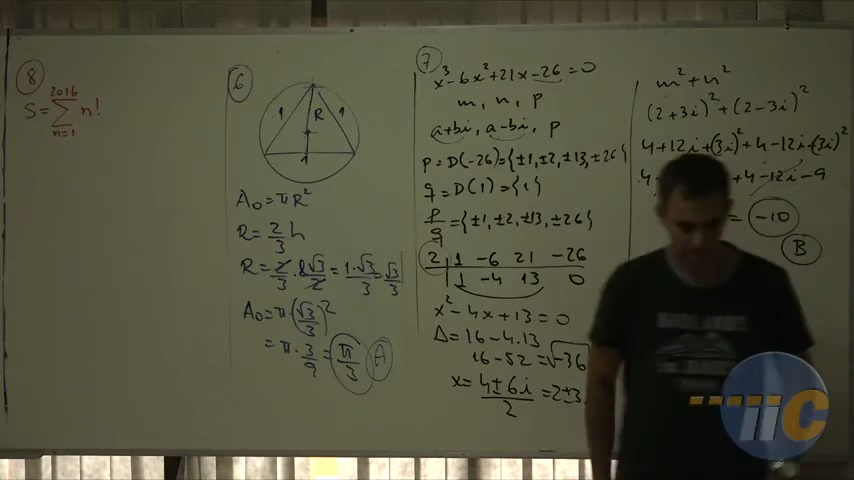 8
S = 2016 ∑ n=1 n!
6
1 R 1
1
A₀ = πR²
R = 2/3 h
R = 2/3 · l√3/2 = 1·√3/3 = √3/3
A₀ = π · (√3/3)²
= π · 3/9 = π/3 A
7
x³ - 6x² + 21x - 26 = 0
m, n, p
a+bi, a-bi, p
p = D(-26) = {±1, ±2, ±13, ±26}
q = D(1) = {1}
p/q = {±1, ±2, ±13, ±26}
2 | 1 -6 21 -26
| 1 -4 13 0
x² - 4x + 13 = 0
Δ = 16 - 4.13
16 - 52 = √-36
x = 4±6i/2 = 2±3
m² + n²
(2+3i)² + (2-3i)²
4+12i+(3i)²+4-12i+(3i)²
4 +4-12i-9
= -10
B
iiC